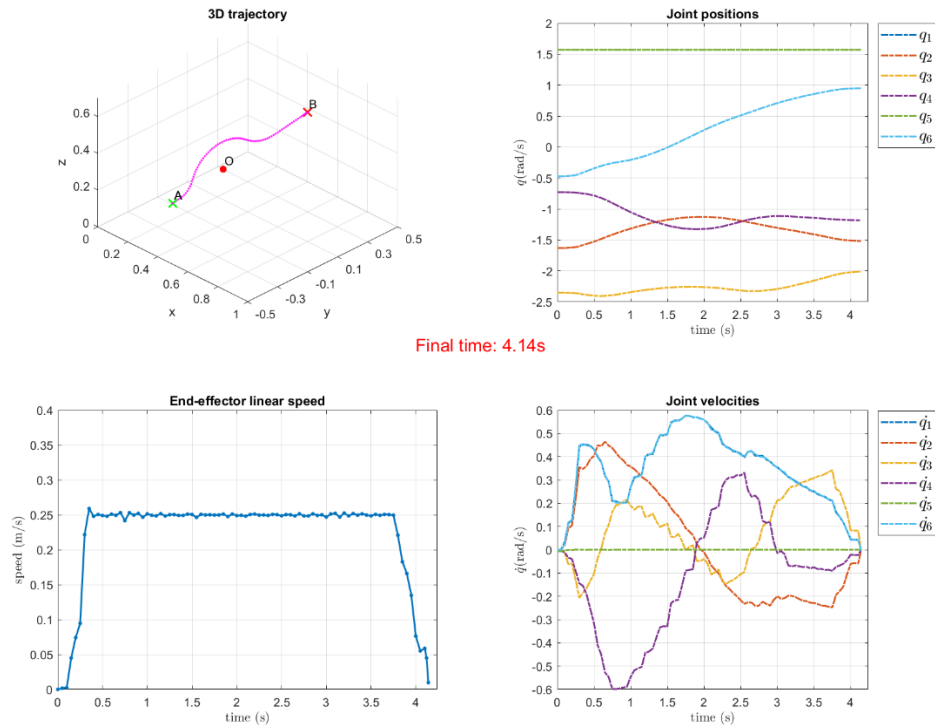 3D trajectory
B
O
A
z
0.6
0.4
0.2
0
0
0.2
0.4
0.6
0.8
1
x
-0.5
-0.3
-0.1
0.1
0.3
0.5
y
Joint positions
2
1.5
1
0.5
0
-0.5
-1
-1.5
-2
-2.5
q(rad/s)
0 0.5 1 1.5 2 2.5 3 3.5 4
time (s)
q1
q2
q3
q4
q5
q6
Final time: 4.14s
End-effector linear speed
0.4
0.35
0.3
0.25
0.2
0.15
0.1
0.05
0
speed (m/s)
0 0.5 1 1.5 2 2.5 3 3.5 4
time (s)
Joint velocities
0.6
0.5
0.4
0.3
0.2
0.1
0
-0.1
-0.2
-0.3
-0.4
-0.5
-0.6
q̇(rad/s)
0 0.5 1 1.5 2 2.5 3 3.5 4
time (s)
q̇1
q̇2
q̇3
q̇4
q̇5
q̇6